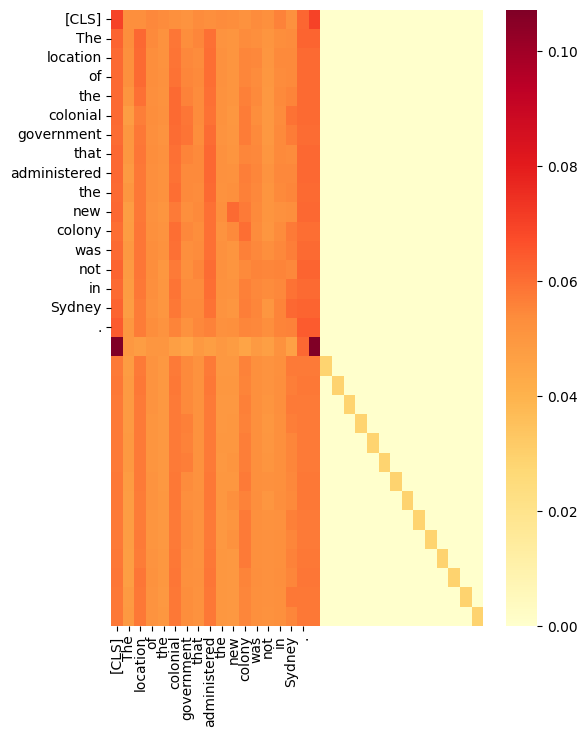 [CLS]
The
location
of
the
colonial
government
that
administered
the
new
colony
was
not
in
Sydney
.
0.10
0.08
0.06
0.04
0.02
0.00
[CLS]
The
location
of
the
colonial
government
that
administered
the
new
colony
was
not
in
Sydney
.